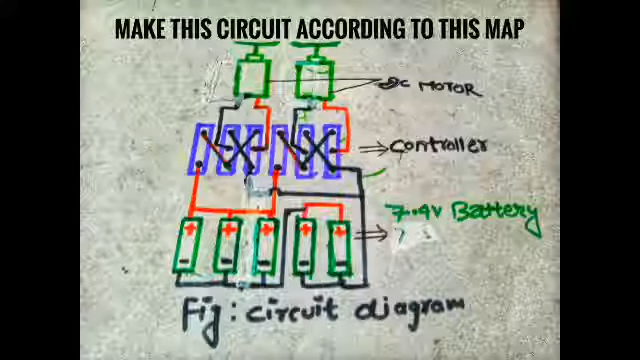 MAKE THIS CIRCUIT ACCORDING TO THIS MAP
DC MOTOR
controller
7.4v Battery
+ + + + +
- - - - -
Fig: circuit diagram